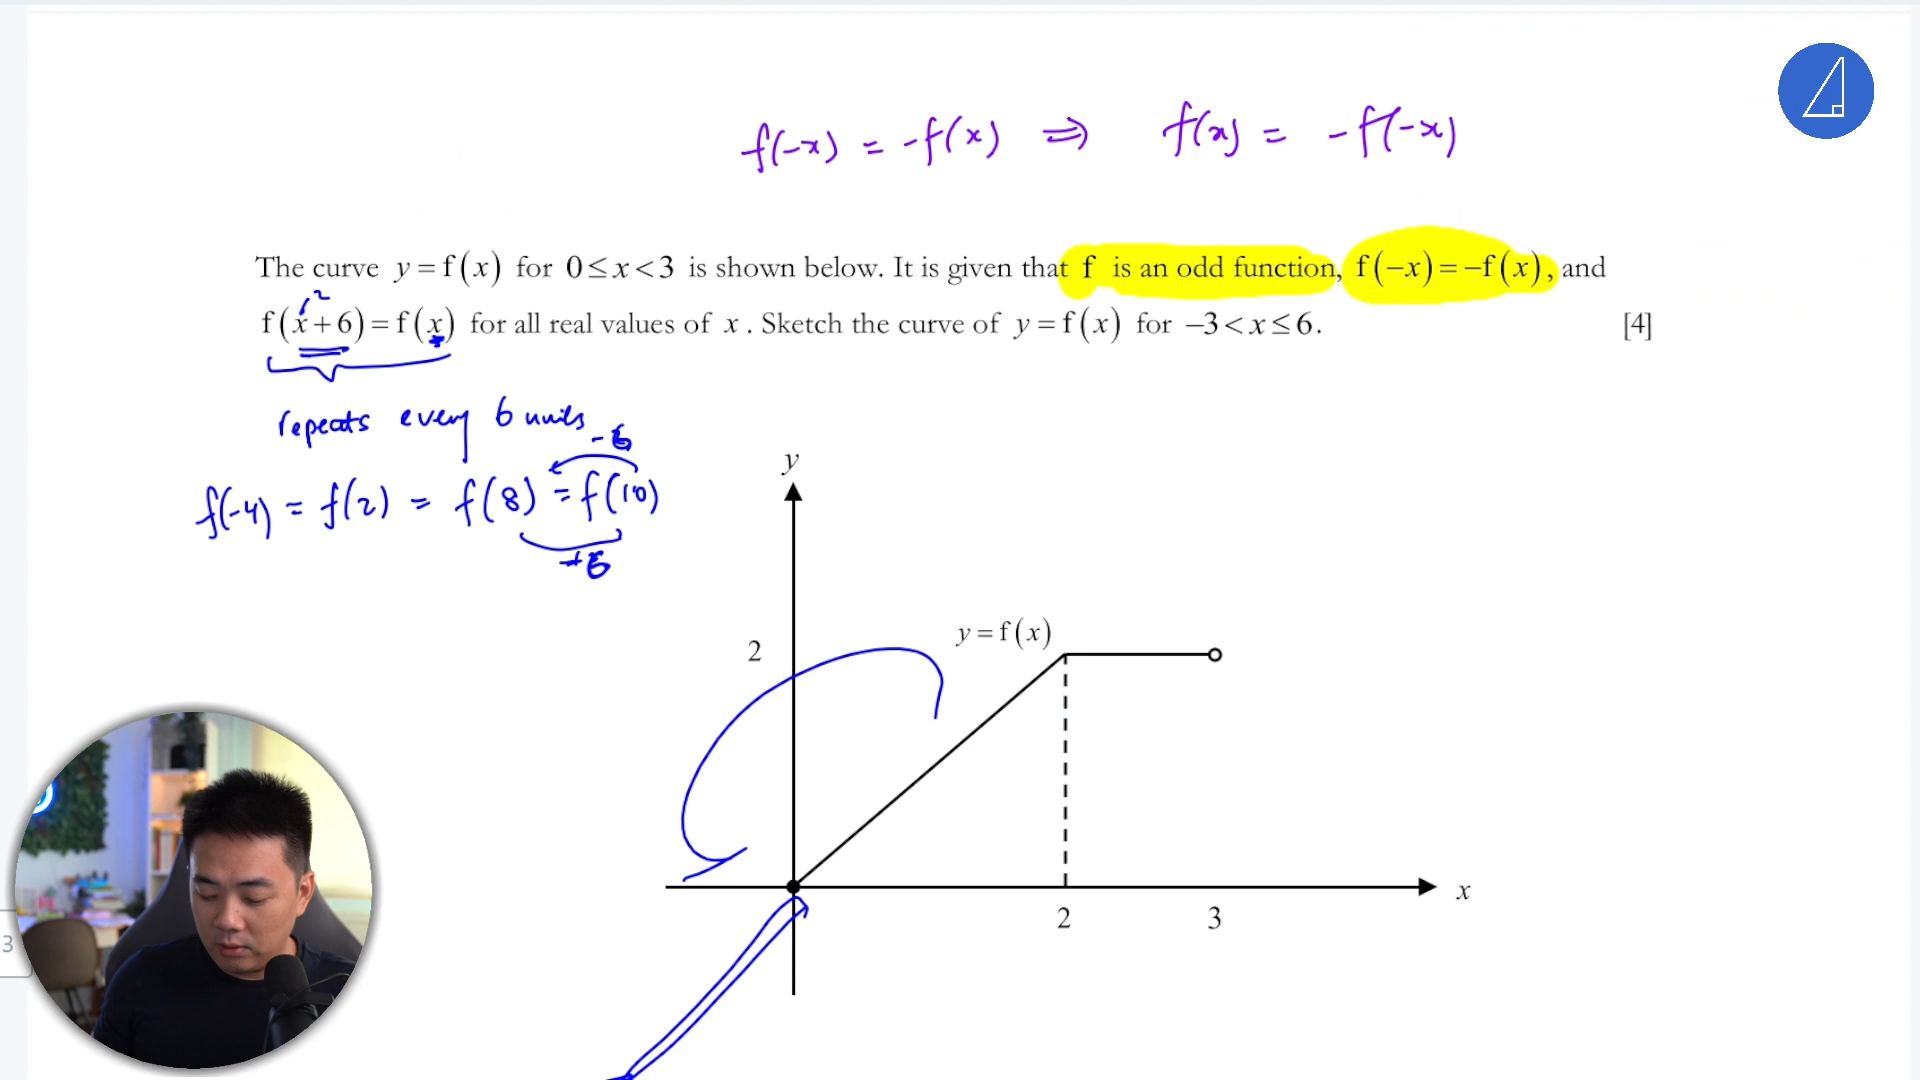 f(-x) = -f(x) ⇒ f(x) = -f(-x)
The curve y = f(x) for 0 ≤ x < 3 is shown below. It is given that f is an odd function, f(-x) = -f(x), and
2
f(x+6) = f(x) for all real values of x. Sketch the curve of y = f(x) for -3 < x ≤ 6. [4]
repeats every 6 units
-6
f(-4) = f(2) = f(8) = f(10)
+6
y
y = f(x)
2
x
2 3
3